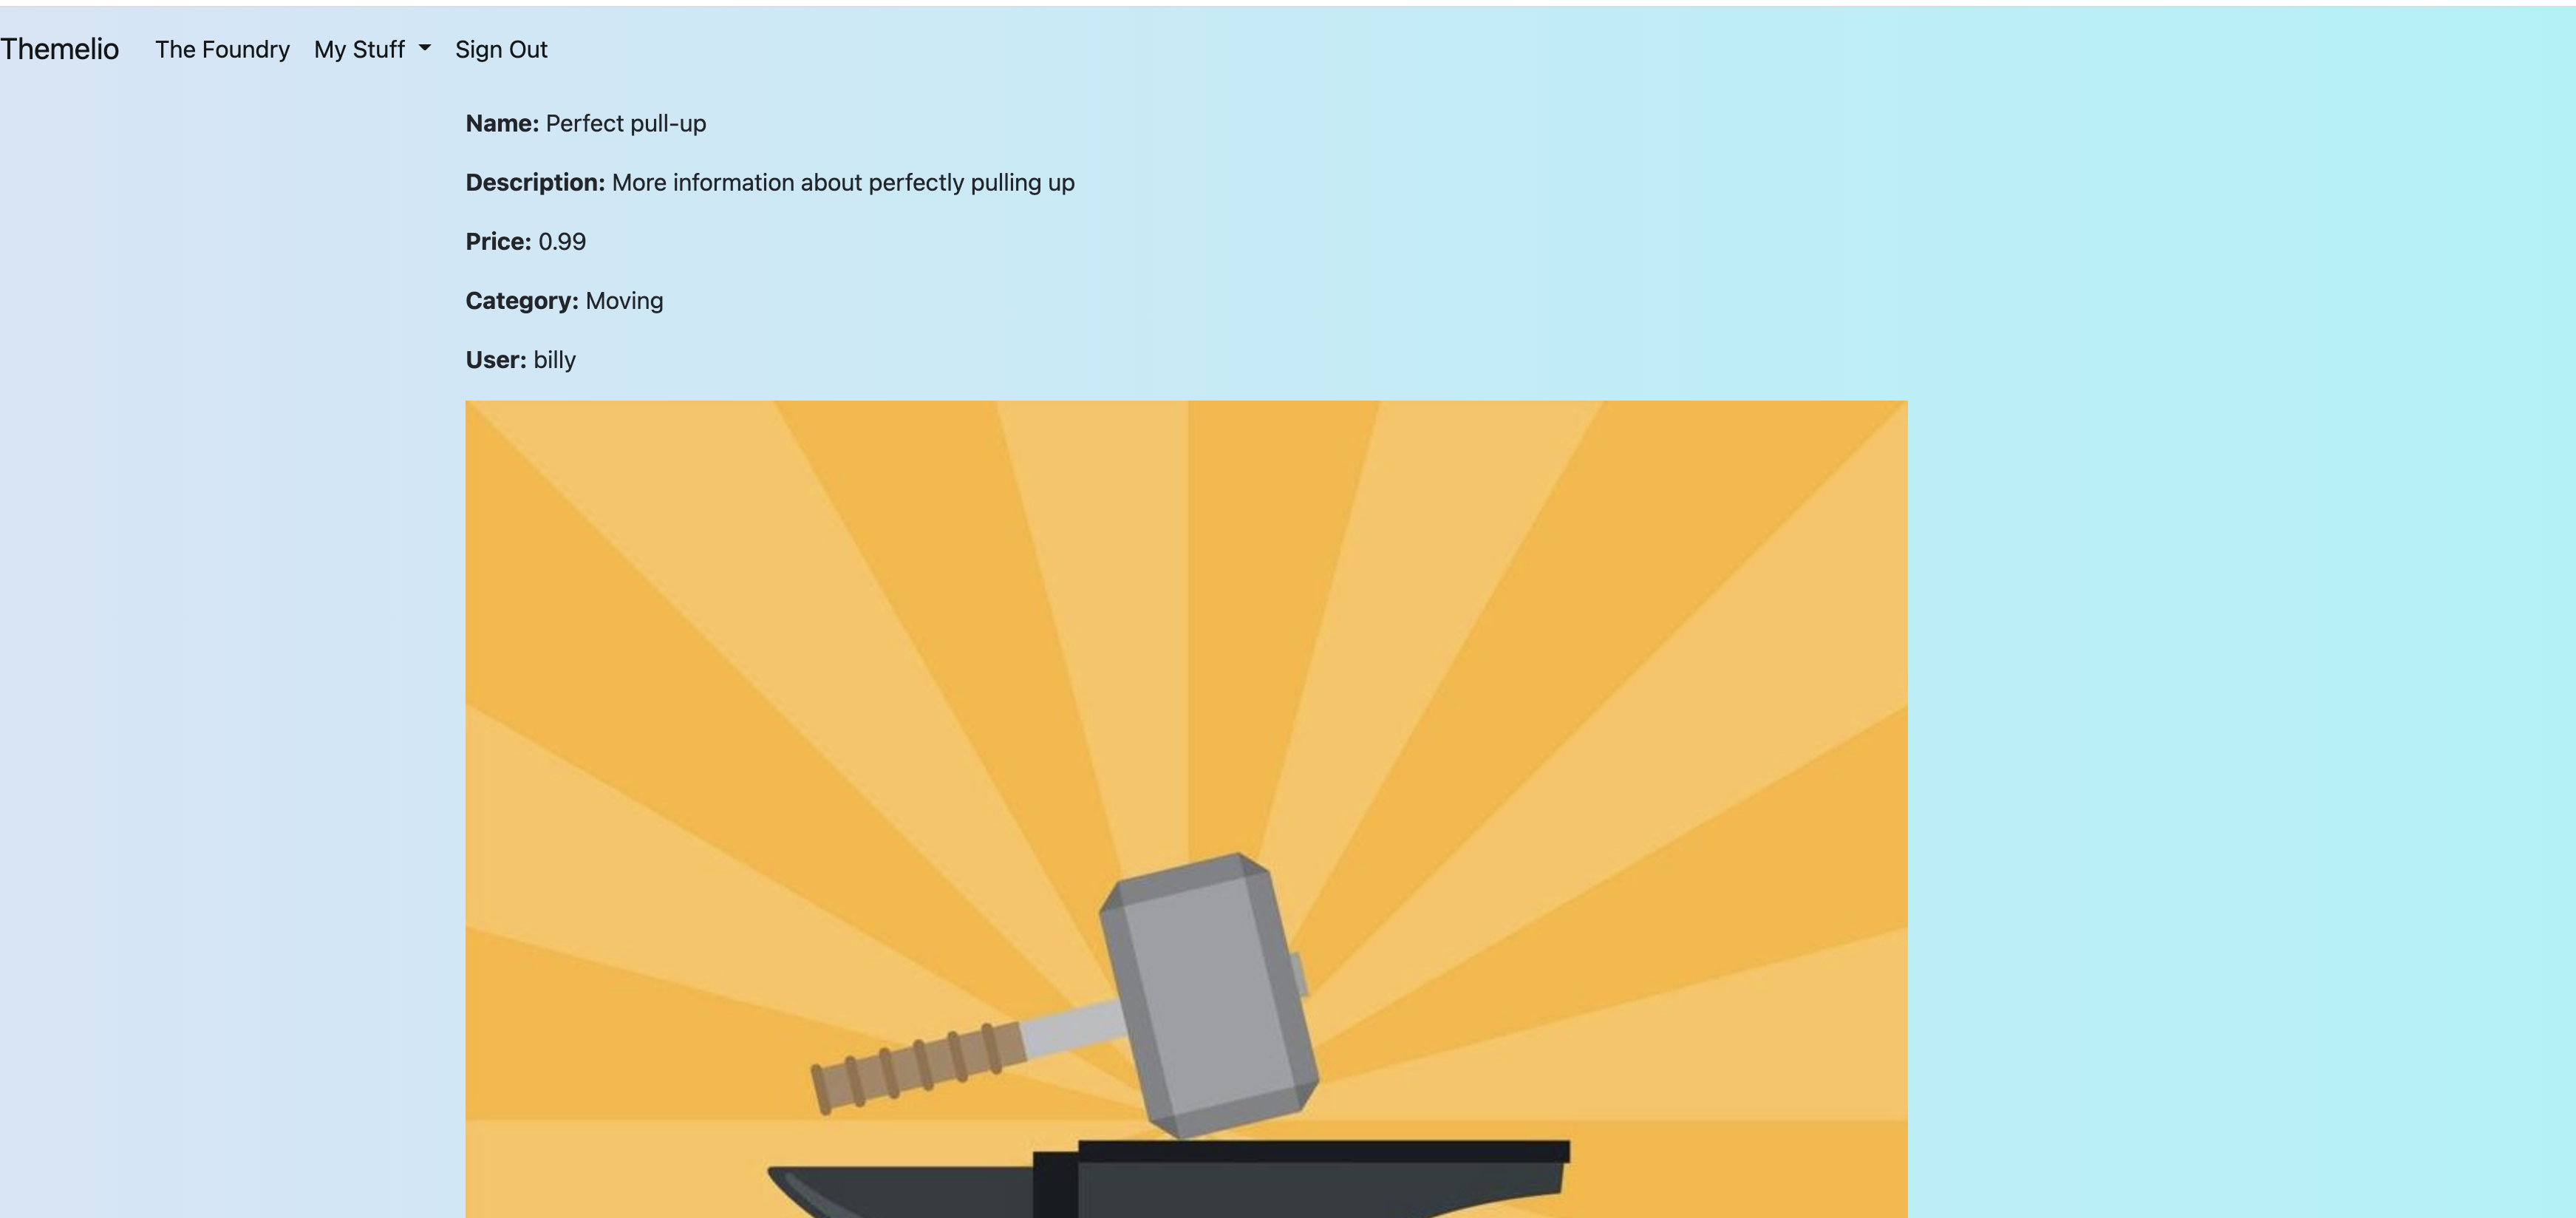 Themelio The Foundry My Stuff Sign Out
Name: Perfect pull-up
Description: More information about perfectly pulling up
Price: 0.99
Category: Moving
User: billy